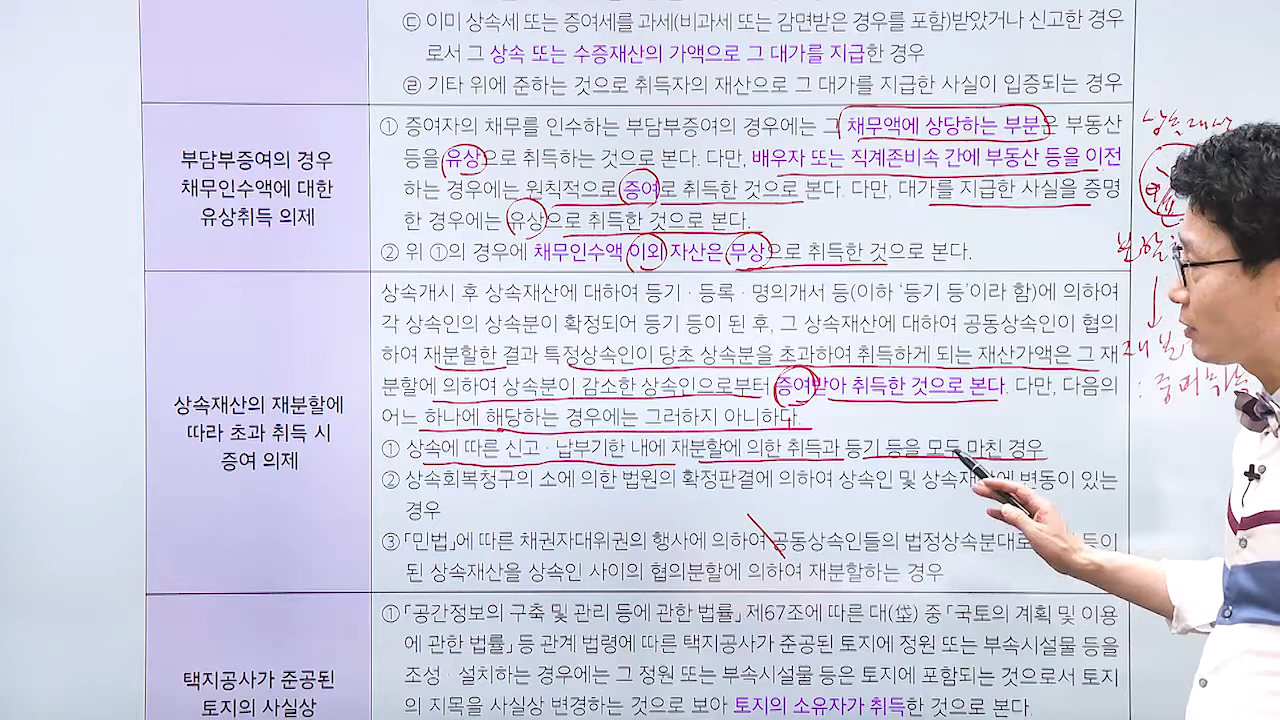 ㉢ 이미 상속세 또는 증여세를 과세(비과세 또는 감면받은 경우를 포함)받았거나 신고한 경우
로서 그 상속 또는 수증재산의 가액으로 그 대가를 지급한 경우
㉣ 기타 위에 준하는 것으로 취득자의 재산으로 그 대가를 지급한 사실이 입증되는 경우
부담부증여의 경우
채무인수액에 대한
유상취득 의제
① 증여자의 채무를 인수하는 부담부증여의 경우에는 그 채무액에 상당하는 부분은 부동산
등을 유상으로 취득하는 것으로 본다. 다만, 배우자 또는 직계존비속 간에 부동산 등을 이전
하는 경우에는 원칙적으로 증여로 취득한 것으로 본다. 다만, 대가를 지급한 사실을 증명
한 경우에는 유상으로 취득한 것으로 본다.
② 위 ①의 경우에 채무인수액 이외 자산은 무상으로 취득한 것으로 본다.
상속재산의 재분할에
따라 초과 취득 시
증여 의제
상속개시 후 상속재산에 대하여 등기·등록·명의개서 등(이하 '등기 등'이라 함)에 의하여
각 상속인의 상속분이 확정되어 등기 등이 된 후, 그 상속재산에 대하여 공동상속인이 협의
하여 재분할한 결과 특정상속인이 당초 상속분을 초과하여 취득하게 되는 재산가액은 그 재
분할에 의하여 상속분이 감소한 상속인으로부터 증여받아 취득한 것으로 본다. 다만, 다음의
어느 하나에 해당하는 경우에는 그러하지 아니하다.
① 상속에 따른 신고·납부기한 내에 재분할에 의한 취득과 등기 등을 모두 마친 경우
② 상속회복청구의 소에 의한 법원의 확정판결에 의하여 상속인 및 상속재산에 변동이 있는
경우
③ 「민법」에 따른 채권자대위권의 행사에 의하여 공동상속인들의 법정상속분대로 등이
된 상속재산을 상속인 사이의 협의분할에 의하여 재분할하는 경우
택지공사가 준공된
토지의 사실상
① 「공간정보의 구축 및 관리 등에 관한 법률」 제67조에 따른 대(垈) 중 「국토의 계획 및 이용
에 관한 법률」 등 관계 법령에 따른 택지공사가 준공된 토지에 정원 또는 부속시설물 등을
조성·설치하는 경우에는 그 정원 또는 부속시설물 등은 토지에 포함되는 것으로서 토지
의 지목을 사실상 변경하는 것으로 보아 토지의 소유자가 취득한 것으로 본다.